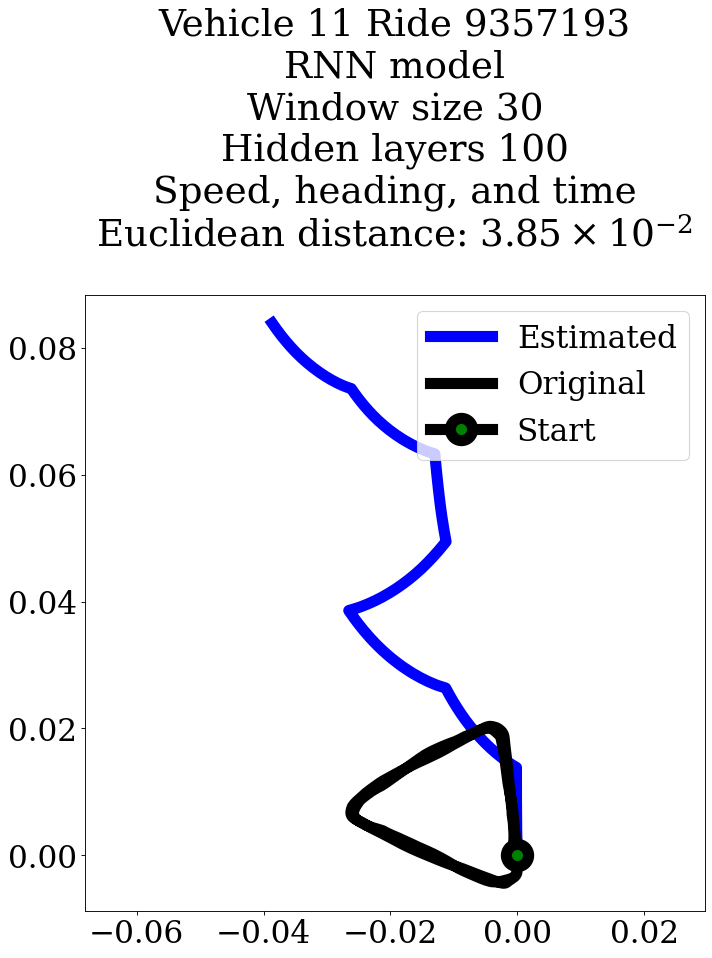 Vehicle 11 Ride 9357193
RNN model
Window size 30
Hidden layers 100
Speed, heading, and time
Euclidean distance: 3.85 × 10⁻²
Estimated
Original
Start
0.08
0.06
0.04
0.02
0.00
−0.06 −0.04 −0.02 0.00 0.02